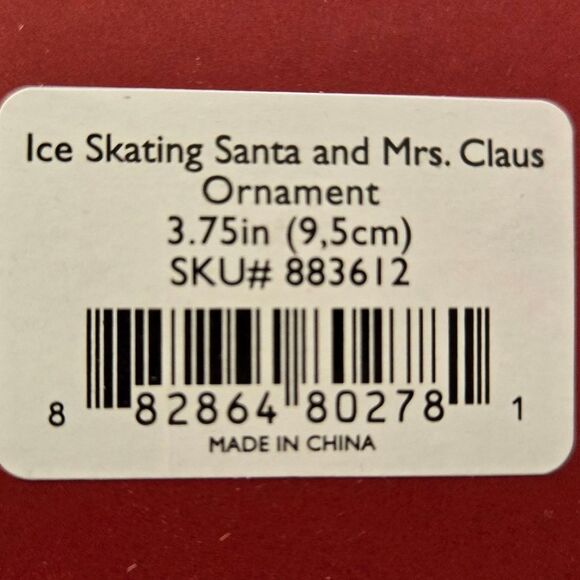 Ice Skating Santa and Mrs. Claus
Ornament
3.75in (9,5cm)
SKU# 883612
8 82864 80278 1
MADE IN CHINA